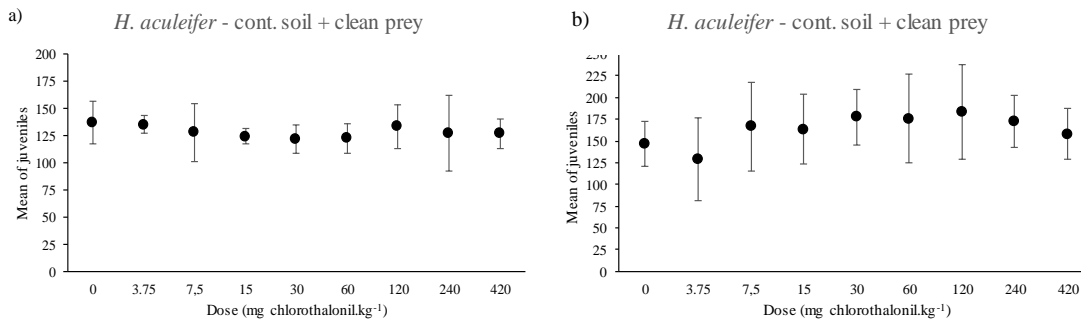 a)
H. aculeifer - cont. soil + clean prey
200
175
150
125
100
75
50
25
0
Mean of juveniles
0 3.75 7,5 15 30 60 120 240 420
Dose (mg chlorothalonil.kg-1)
b)
H. aculeifer - cont. soil + clean prey
250
225
200
175
150
125
100
75
50
25
0
Mean of juveniles
0 3.75 7,5 15 30 60 120 240 420
Dose (mg chlorothalonil.kg-1)